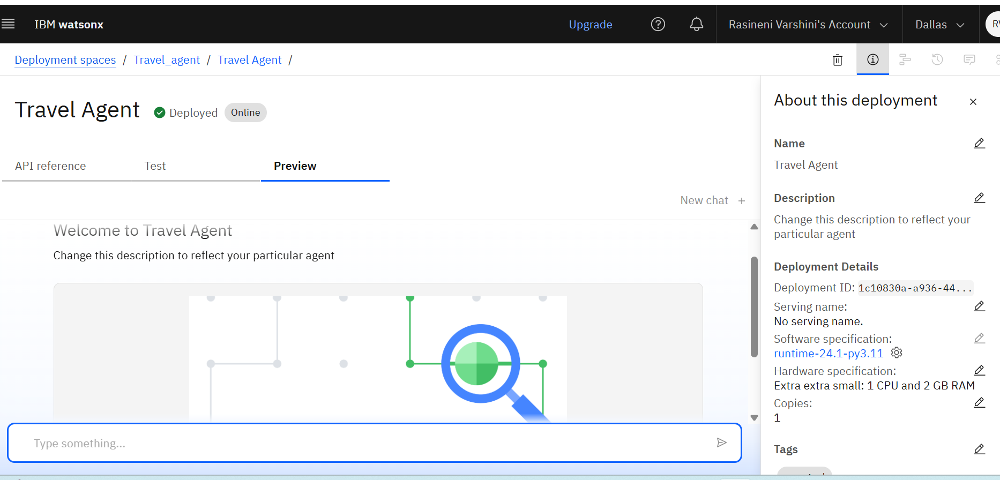 IBM watsonx
Upgrade
Rasineni Varshini's Account
Dallas
Deployment spaces / Travel_agent / Travel Agent /
Travel Agent
Deployed
Online
API reference
Test
Preview
New chat +
Welcome to Travel Agent
Change this description to reflect your particular agent
Type something...
About this deployment
Name
Travel Agent
Description
Change this description to reflect your
particular agent
Deployment Details
Deployment ID: 1c10830a-a936-44...
Serving name:
No serving name.
Software specification:
runtime-24.1-py3.11
Hardware specification:
Extra extra small: 1 CPU and 2 GB RAM
Copies:
1
Tags